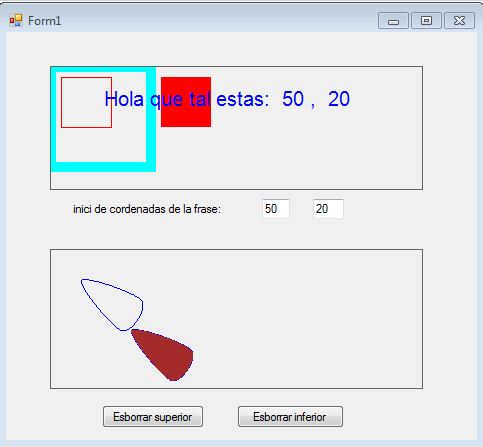 Form1
Hola que tal estas:  50 ,  20
inici de cordenadas de la frase: 50 20
Esborrar superior Esborrar inferior